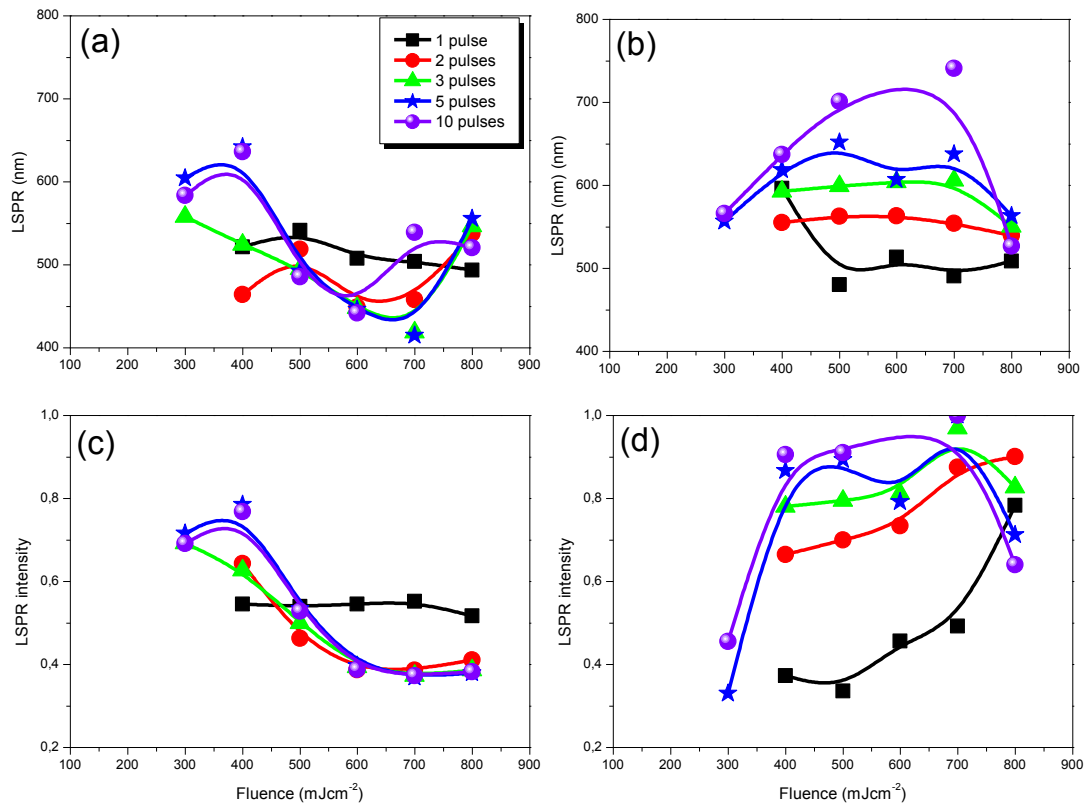 (a)
1 pulse
2 pulses
3 pulses
5 pulses
10 pulses
800
700
600
500
400
LSPR (nm)
100 200 300 400 500 600 700 800 900
(b)
800
700
600
500
400
LSPR (nm) (nm)
100 200 300 400 500 600 700 800 900
(c)
1,0
0,8
0,6
0,4
0,2
LSPR intensity
100 200 300 400 500 600 700 800 900
Fluence (mJcm⁻²)
(d)
1,0
0,8
0,6
0,4
0,2
LSPR intensity
100 200 300 400 500 600 700 800 900
Fluence (mJcm⁻²)